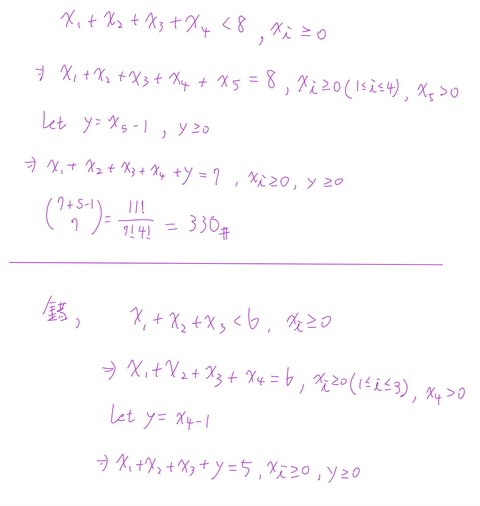 x₁ + x₂ + x₃ + x₄ < 8 , xᵢ ≥ 0
⇒ x₁ + x₂ + x₃ + x₄ + x₅ = 8 , xᵢ ≥ 0 (1 ≤ i ≤ 4) , x₅ > 0
let y = x₅ - 1 , y ≥ 0
⇒ x₁ + x₂ + x₃ + x₄ + y = 7 , xᵢ ≥ 0 , y ≥ 0
(7+5-1 7) = 11! / 7!4! = 330 #
錯, x₁ + x₂ + x₃ < 6 , xᵢ ≥ 0
⇒ x₁ + x₂ + x₃ + x₄ = 6 , xᵢ ≥ 0 (1 ≤ i ≤ 3) , x₄ > 0
let y = x₄ - 1
⇒ x₁ + x₂ + x₃ + y = 5 , xᵢ ≥ 0 , y ≥ 0